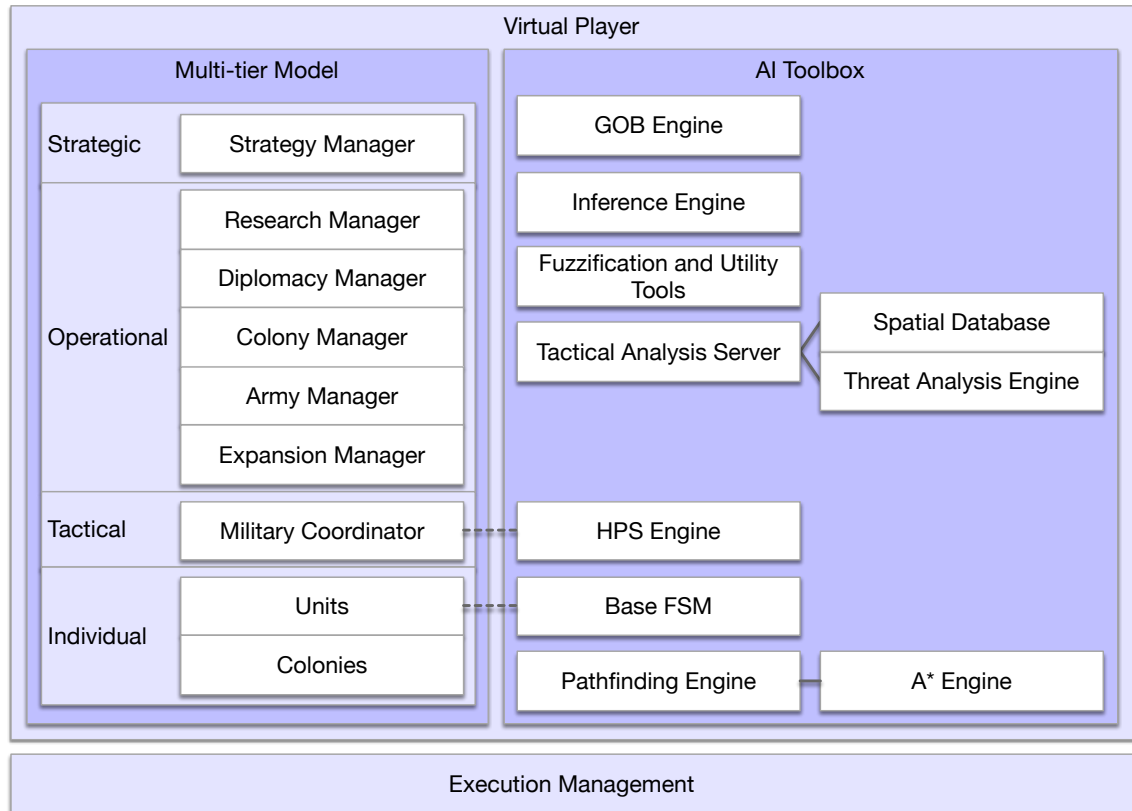 Virtual Player
Multi-tier Model
Strategic
Strategy Manager
Operational
Research Manager
Diplomacy Manager
Colony Manager
Army Manager
Expansion Manager
Tactical
Military Coordinator
Individual
Units
Colonies
AI Toolbox
GOB Engine
Inference Engine
Fuzzification and Utility
Tools
Tactical Analysis Server
Spatial Database
Threat Analysis Engine
HPS Engine
Base FSM
Pathfinding Engine
A* Engine
Execution Management